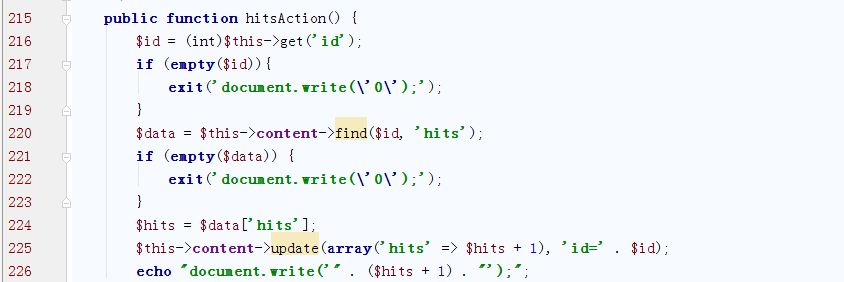 215 public function hitsAction() {
216 $id = (int)$this->get('id');
217 if (empty($id)){
218 exit('document.write(\'0\');');
219 }
220 $data = $this->content->find($id, 'hits');
221 if (empty($data)) {
222 exit('document.write(\'0\');');
223 }
224 $hits = $data['hits'];
225 $this->content->update(array('hits' => $hits + 1), 'id=' . $id);
226 echo "document.write('" . ($hits + 1) . "');";